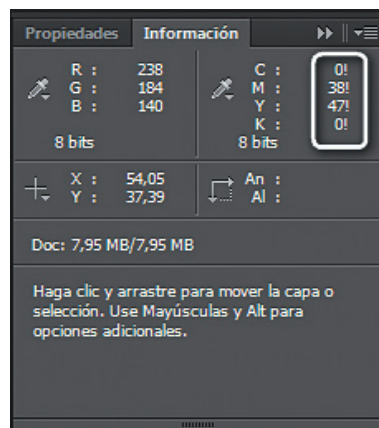 Propiedades Información
R : 238 C : 0!
G : 184 M : 38!
B : 140 Y : 47!
K : 0!
8 bits 8 bits
X : 54,05 An :
Y : 37,39 Al :
Doc: 7,95 MB/7,95 MB
Haga clic y arrastre para mover la capa o
selección. Use Mayúsculas y Alt para
opciones adicionales.